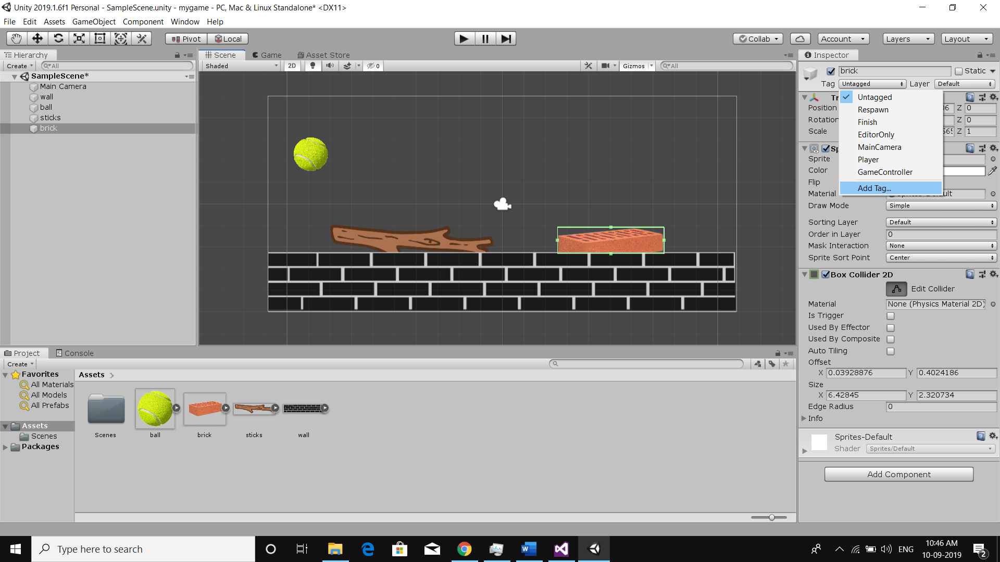 Unity 2019.1.6f1 Personal - SampleScene.unity - mygame - PC, Mac & Linux Standalone* <DX11>
File Edit Assets GameObject Component Window Help
Pivot Local Collab Account Layers Layout
Hierarchy
Create All
SampleScene*
Main Camera
wall
ball
sticks
brick
Scene Game Asset Store
Shaded 2D 0 Gizmos All
Inspector
brick Static
Tag Untagged Layer Default
Untagged
Respawn
Finish
EditorOnly
MainCamera
Player
GameController
Add Tag...
Position Z 0
Rotation Z 0
Scale Z 1
Sprite
Color
Flip
Material
Draw Mode Simple
Sorting Layer Default
Order in Layer 0
Mask Interaction None
Sprite Sort Point Center
Box Collider 2D
Edit Collider
Material None (Physics Material 2D)
Is Trigger
Used By Effector
Used By Composite
Auto Tiling
Offset
X 0.03928876 Y 0.4024186
Size
X 6.42845 Y 2.320734
Edge Radius 0
Info
Sprites-Default
Shader Sprites/Default
Add Component
Project Console
Create
Favorites
All Materials
All Models
All Prefabs
Assets
Scenes
Packages
Assets
Scenes ball brick sticks wall
Type here to search
ENG
10:46 AM
10-09-2019
2